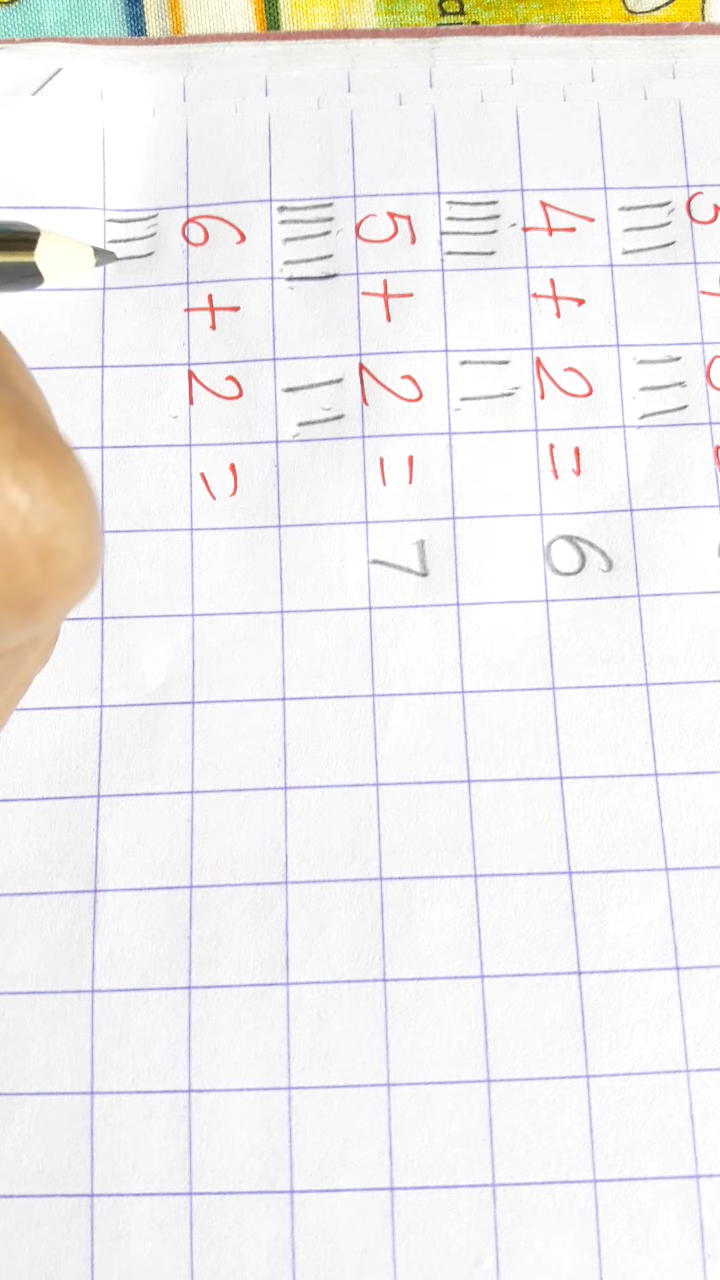 4 + 2 = 6
5 + 2 = 7
6 + 2 =